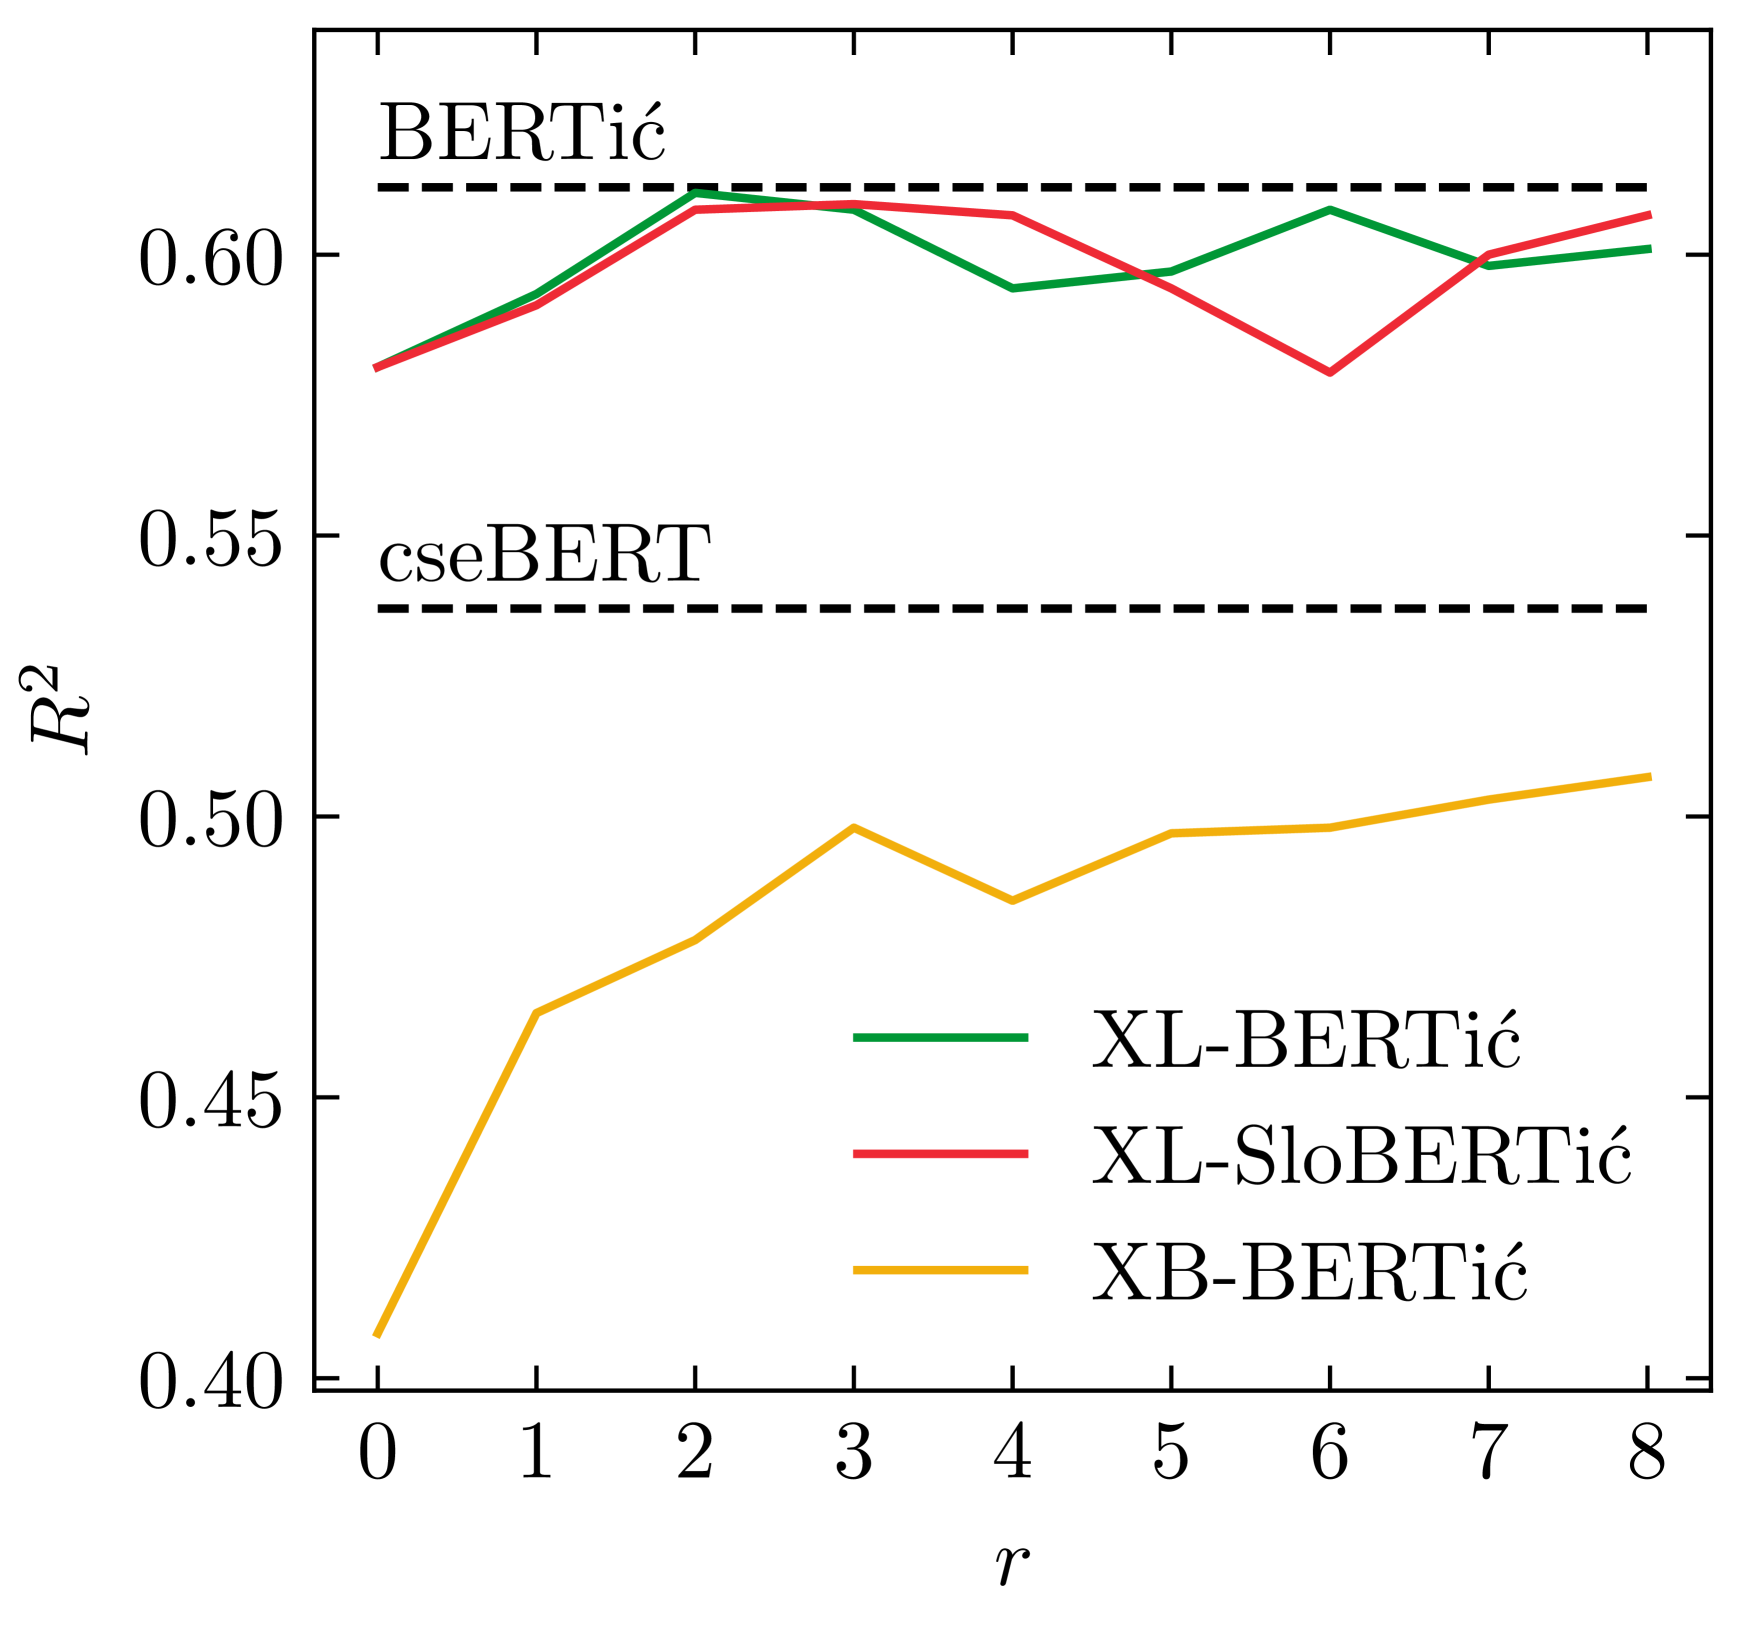 BERTić
0.60
0.55
cseBERT
R²
0.50
0.45
XL-BERTić
XL-SloBERTić
XB-BERTić
0.40
0 1 2 3 4 5 6 7 8
r